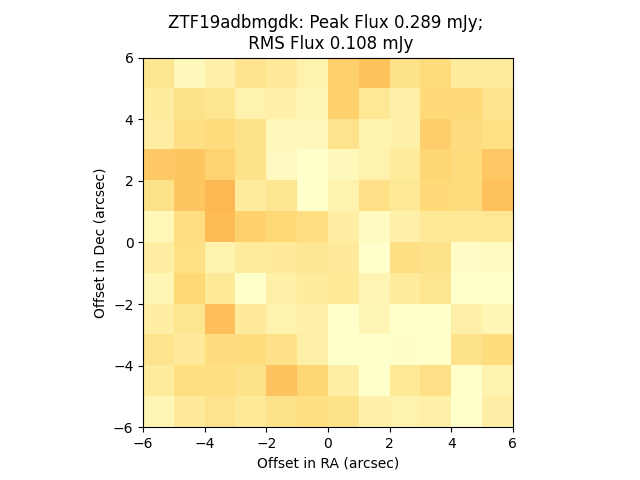 ZTF19adbmgdk: Peak Flux 0.289 mJy;
RMS Flux 0.108 mJy
6
4
2
0
−2
−4
−6
Offset in Dec (arcsec)
−6 −4 −2 0 2 4 6
Offset in RA (arcsec)